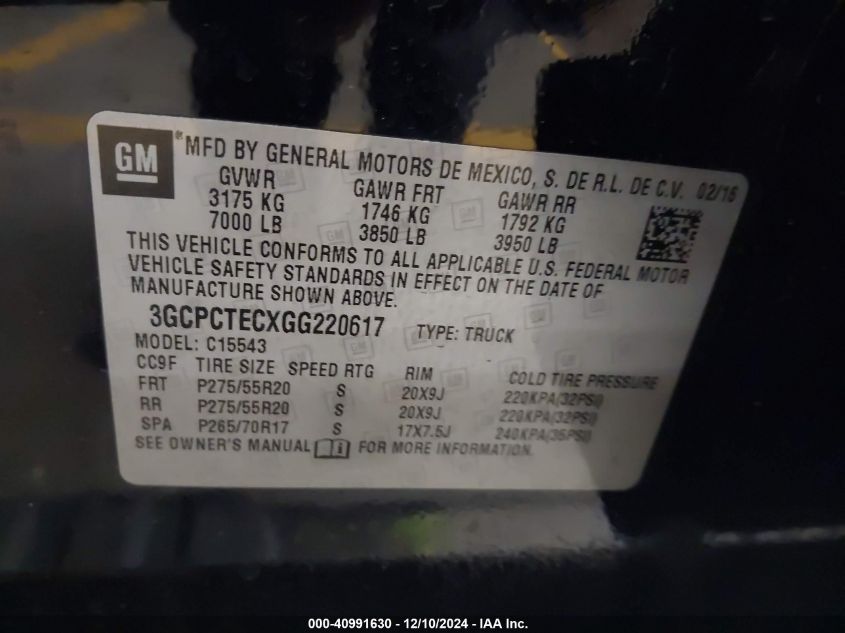 GM ®MFD BY GENERAL MOTORS DE MEXICO, S. DE R.L. DE C.V. 02/16
GVWR GAWR FRT GAWR RR
3175 KG 1746 KG 1792 KG
7000 LB 3850 LB 3950 LB
THIS VEHICLE CONFORMS TO ALL APPLICABLE U.S. FEDERAL MOTOR
VEHICLE SAFETY STANDARDS IN EFFECT ON THE DATE OF
MANUFACTURE SHOWN ABOVE.
3GCPCTECXGG220617 TYPE: TRUCK
MODEL: C15543
CC9F TIRE SIZE SPEED RTG RIM COLD TIRE PRESSURE
FRT P275/55R20 S 20X9J 220KPA(32PSI)
RR P275/55R20 S 20X9J 220KPA(32PSI)
SPA P265/70R17 S 17X7.5J 240KPA(35PSI)
SEE OWNER'S MANUAL FOR MORE INFORMATION.
000-40991630 - 12/10/2024 - IAA Inc.